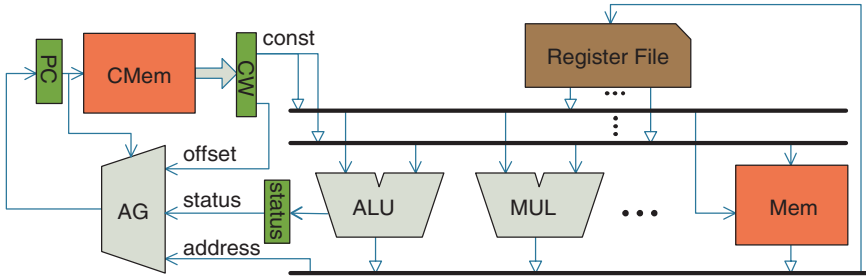 const
Register File
PC
CMem
CW
offset
status
status
ALU
MUL
Mem
AG
address